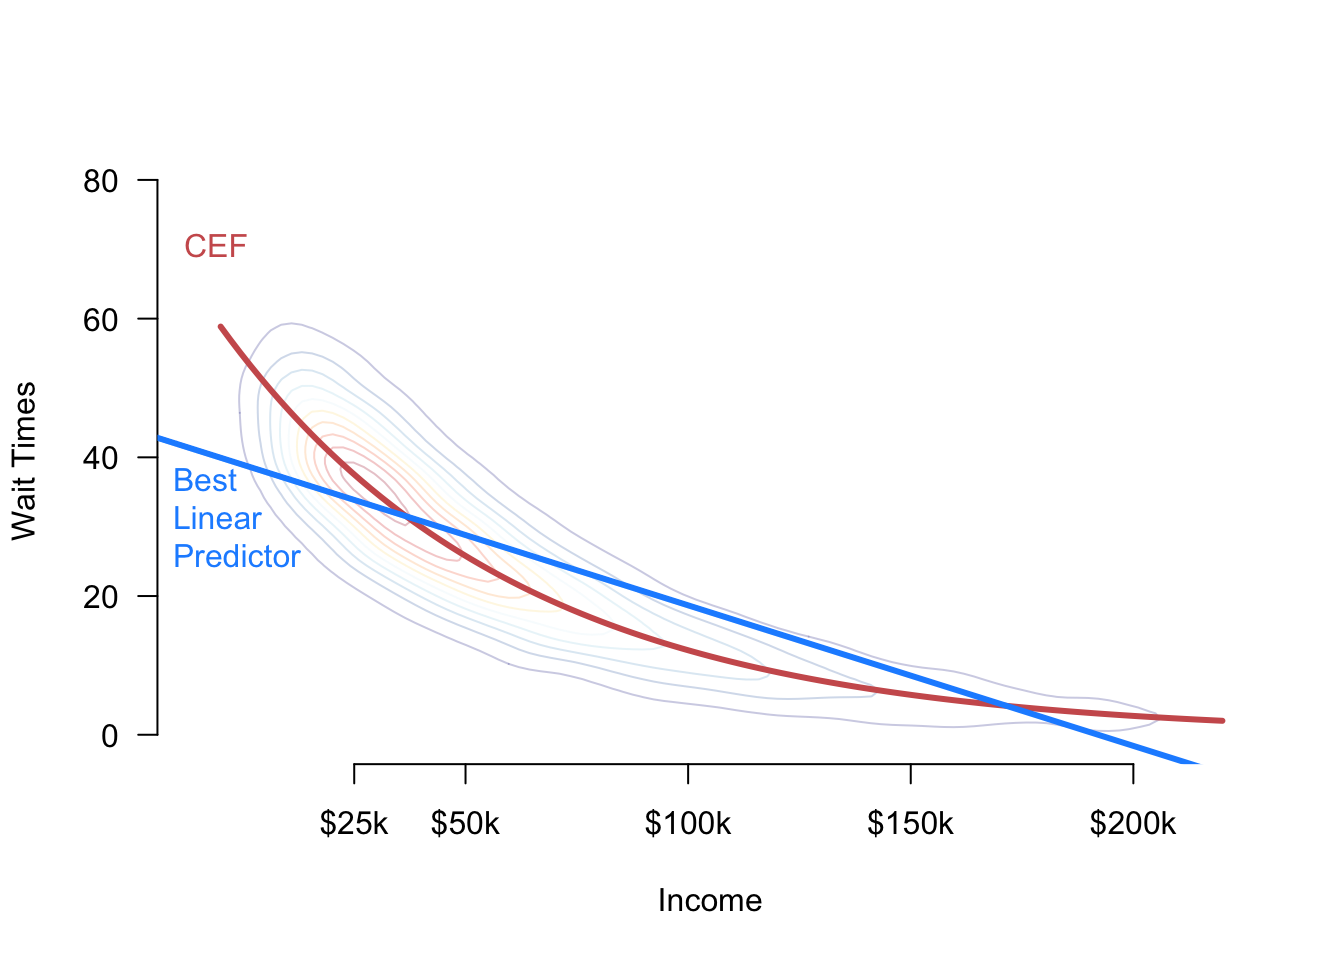 80
CEF
60
Wait Times
40
Best
Linear
Predictor
20
0
$25k $50k $100k $150k $200k
Income